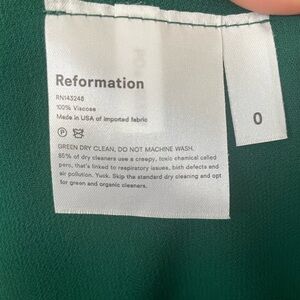 Reformation
RN143248
100% Viscose
Made in USA of imported fabric
P
GREEN DRY CLEAN, DO NOT MACHINE WASH.
85% of dry cleaners use a creepy, toxic chemical called
perc, that's linked to respiratory issues, birth defects and
air pollution. Yuck. Skip the standard dry cleaning and opt
for green and organic cleaners.
0